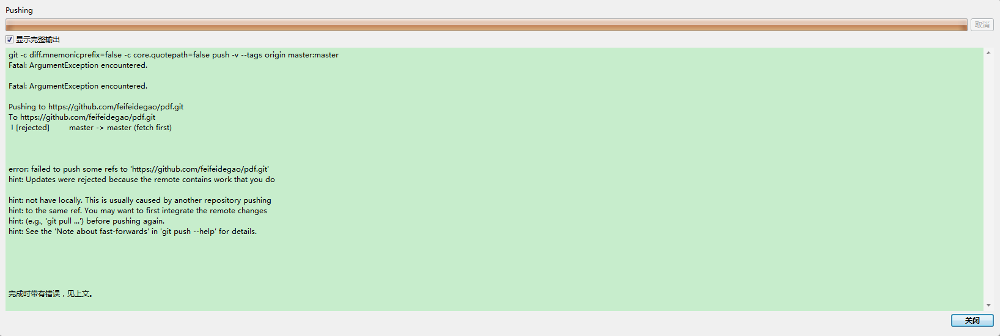 Pushing
取消
显示完整输出
git -c diff.mnemonicprefix=false -c core.quotepath=false push -v --tags origin master:master
Fatal: ArgumentException encountered.
Fatal: ArgumentException encountered.
Pushing to https://github.com/feifeidegao/pdf.git
To https://github.com/feifeidegao/pdf.git
! [rejected]        master -> master (fetch first)
error: failed to push some refs to 'https://github.com/feifeidegao/pdf.git'
hint: Updates were rejected because the remote contains work that you do
hint: not have locally. This is usually caused by another repository pushing
hint: to the same ref. You may want to first integrate the remote changes
hint: (e.g., 'git pull ...') before pushing again.
hint: See the 'Note about fast-forwards' in 'git push --help' for details.
完成时带有错误，见上文。
关闭